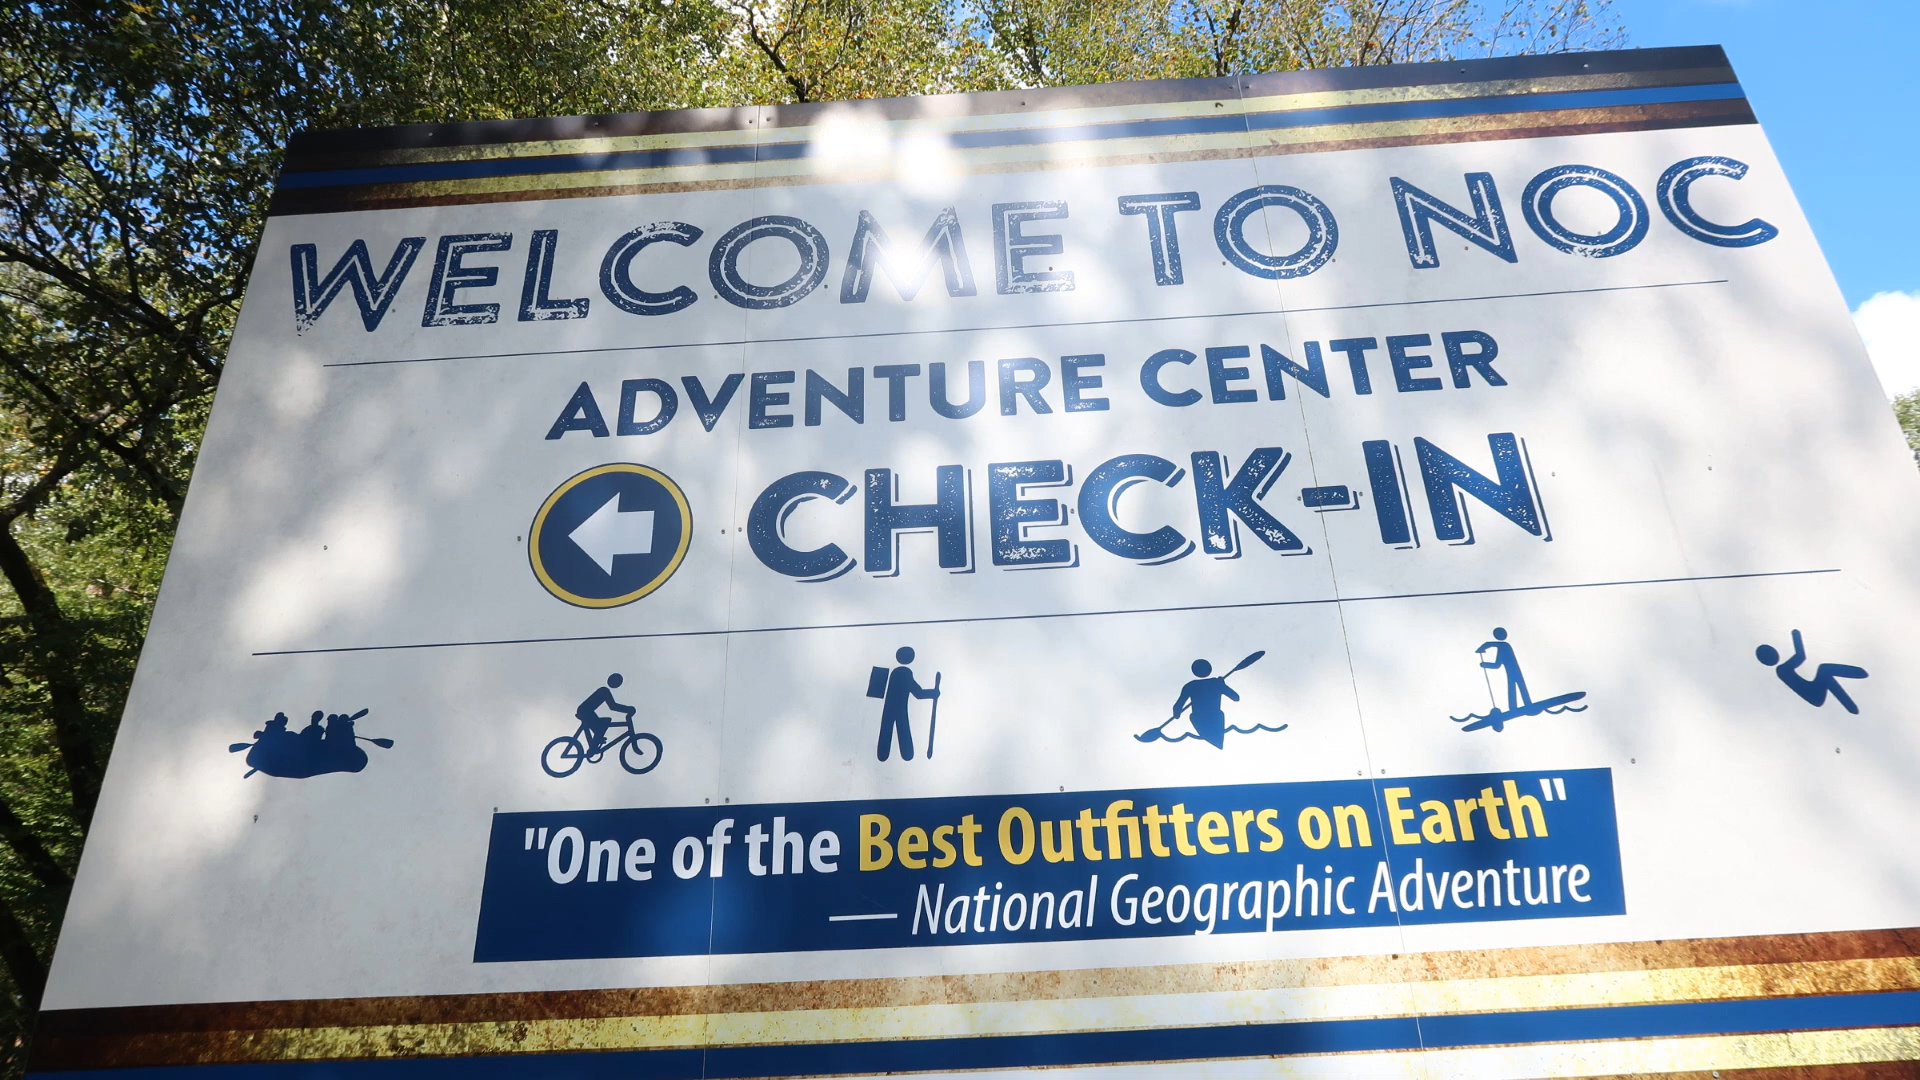 WELCOME TO NOC
ADVENTURE CENTER
CHECK-IN
"One of the Best Outfitters on Earth"
— National Geographic Adventure